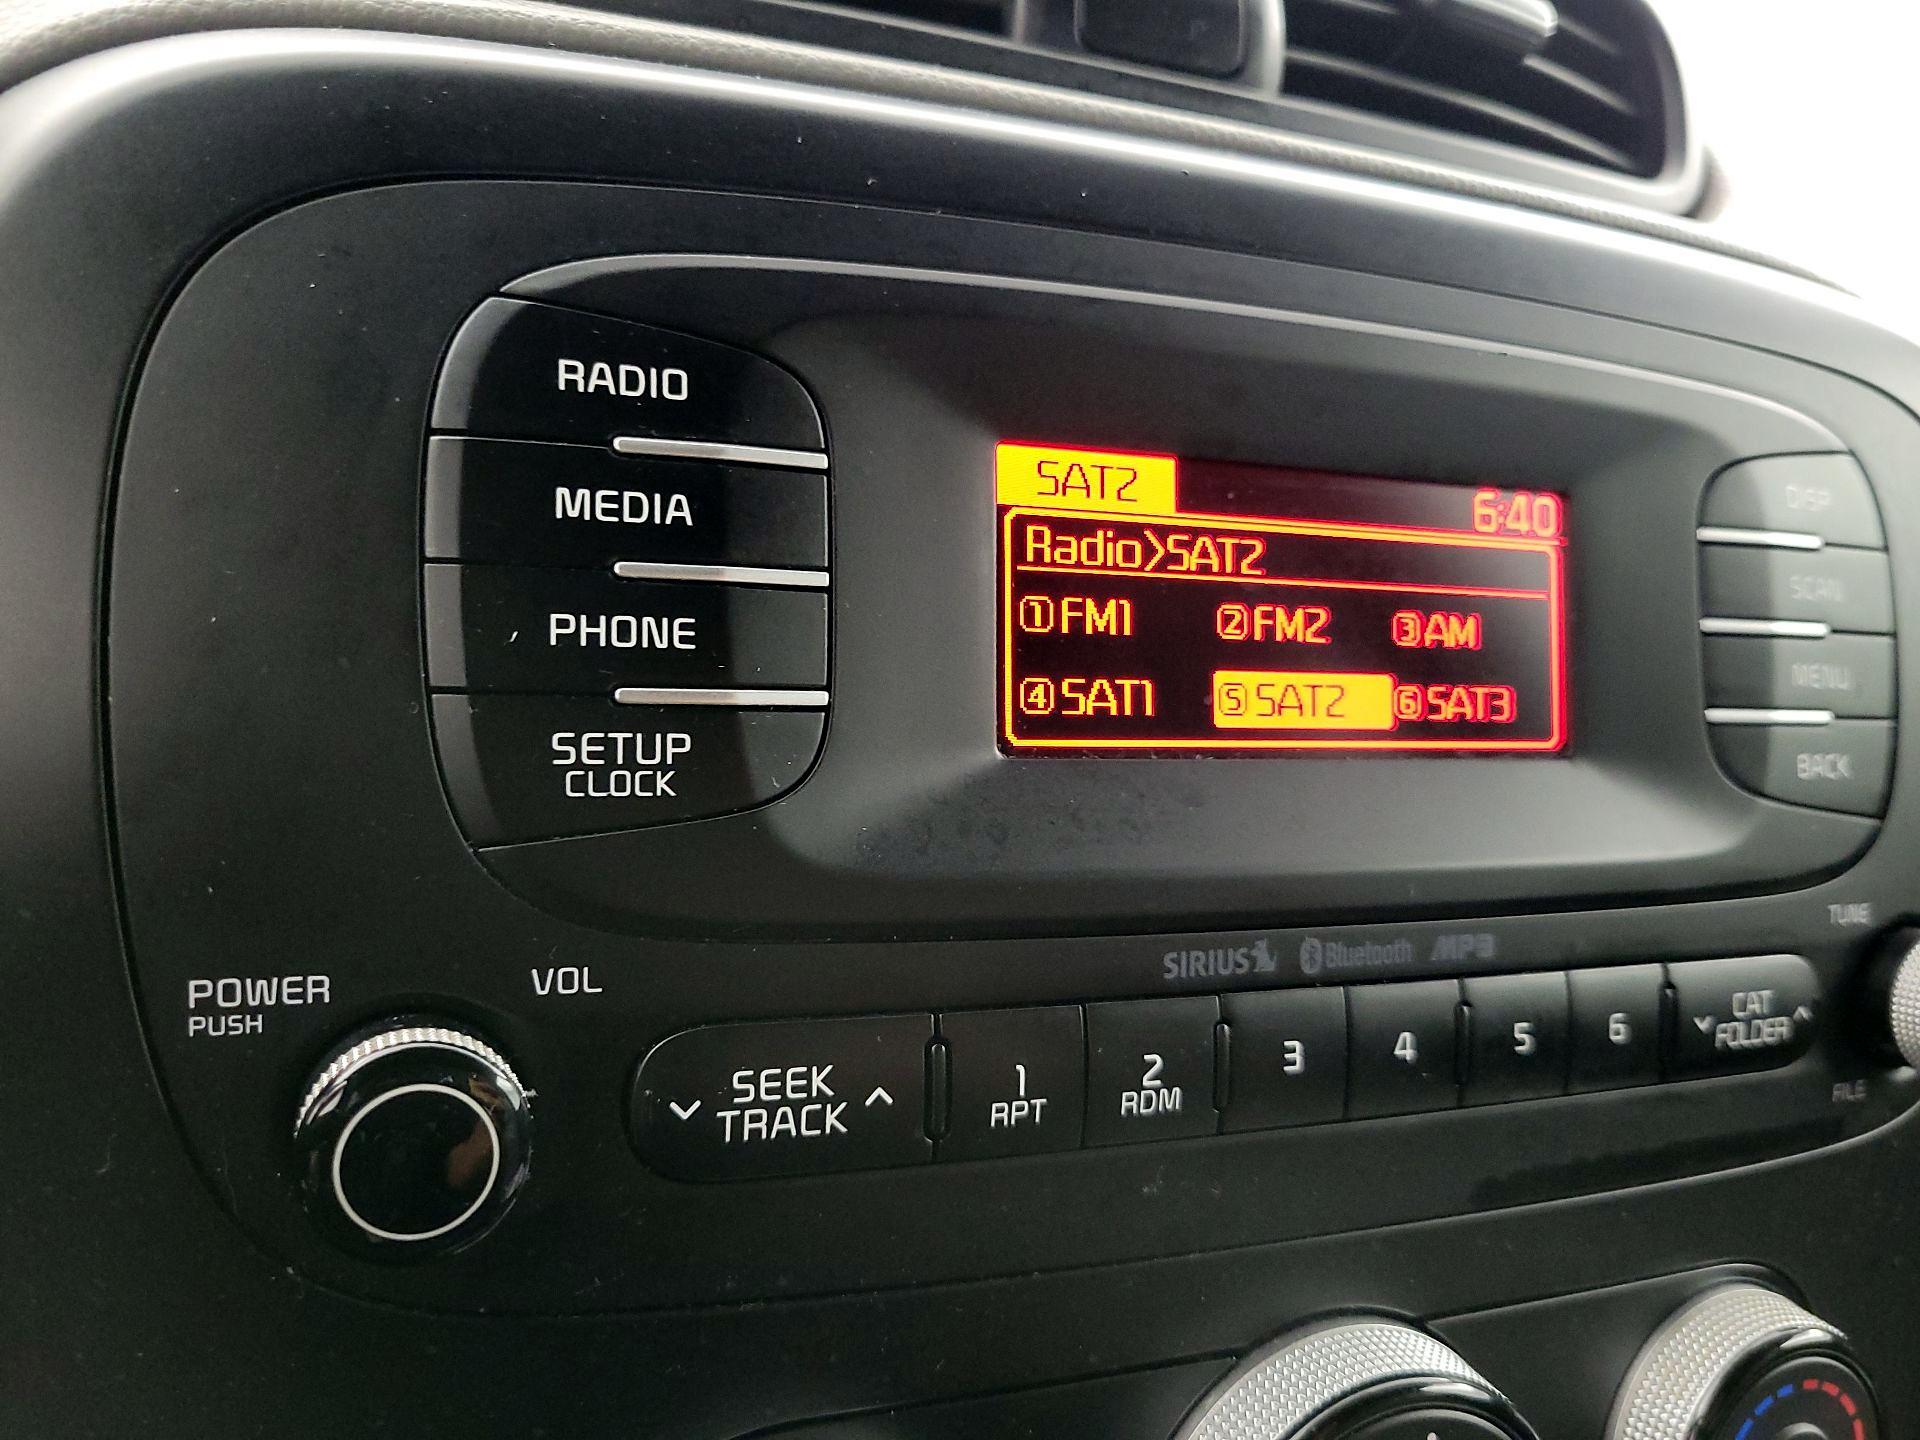 RADIO
MEDIA
PHONE
SETUP
CLOCK
SAT2
6:40
Radio>SAT2
①FM1 ②FM2 ③AM
④SAT1 ⑤SAT2 ⑥SAT3
DISP
SCAN
MENU
BACK
POWER
PUSH
VOL
SIRIUS Bluetooth MP3
SEEK
TRACK
1
RPT
2
RDM
3
4
5
6
CAT
FOLDER
TUNE
FILE